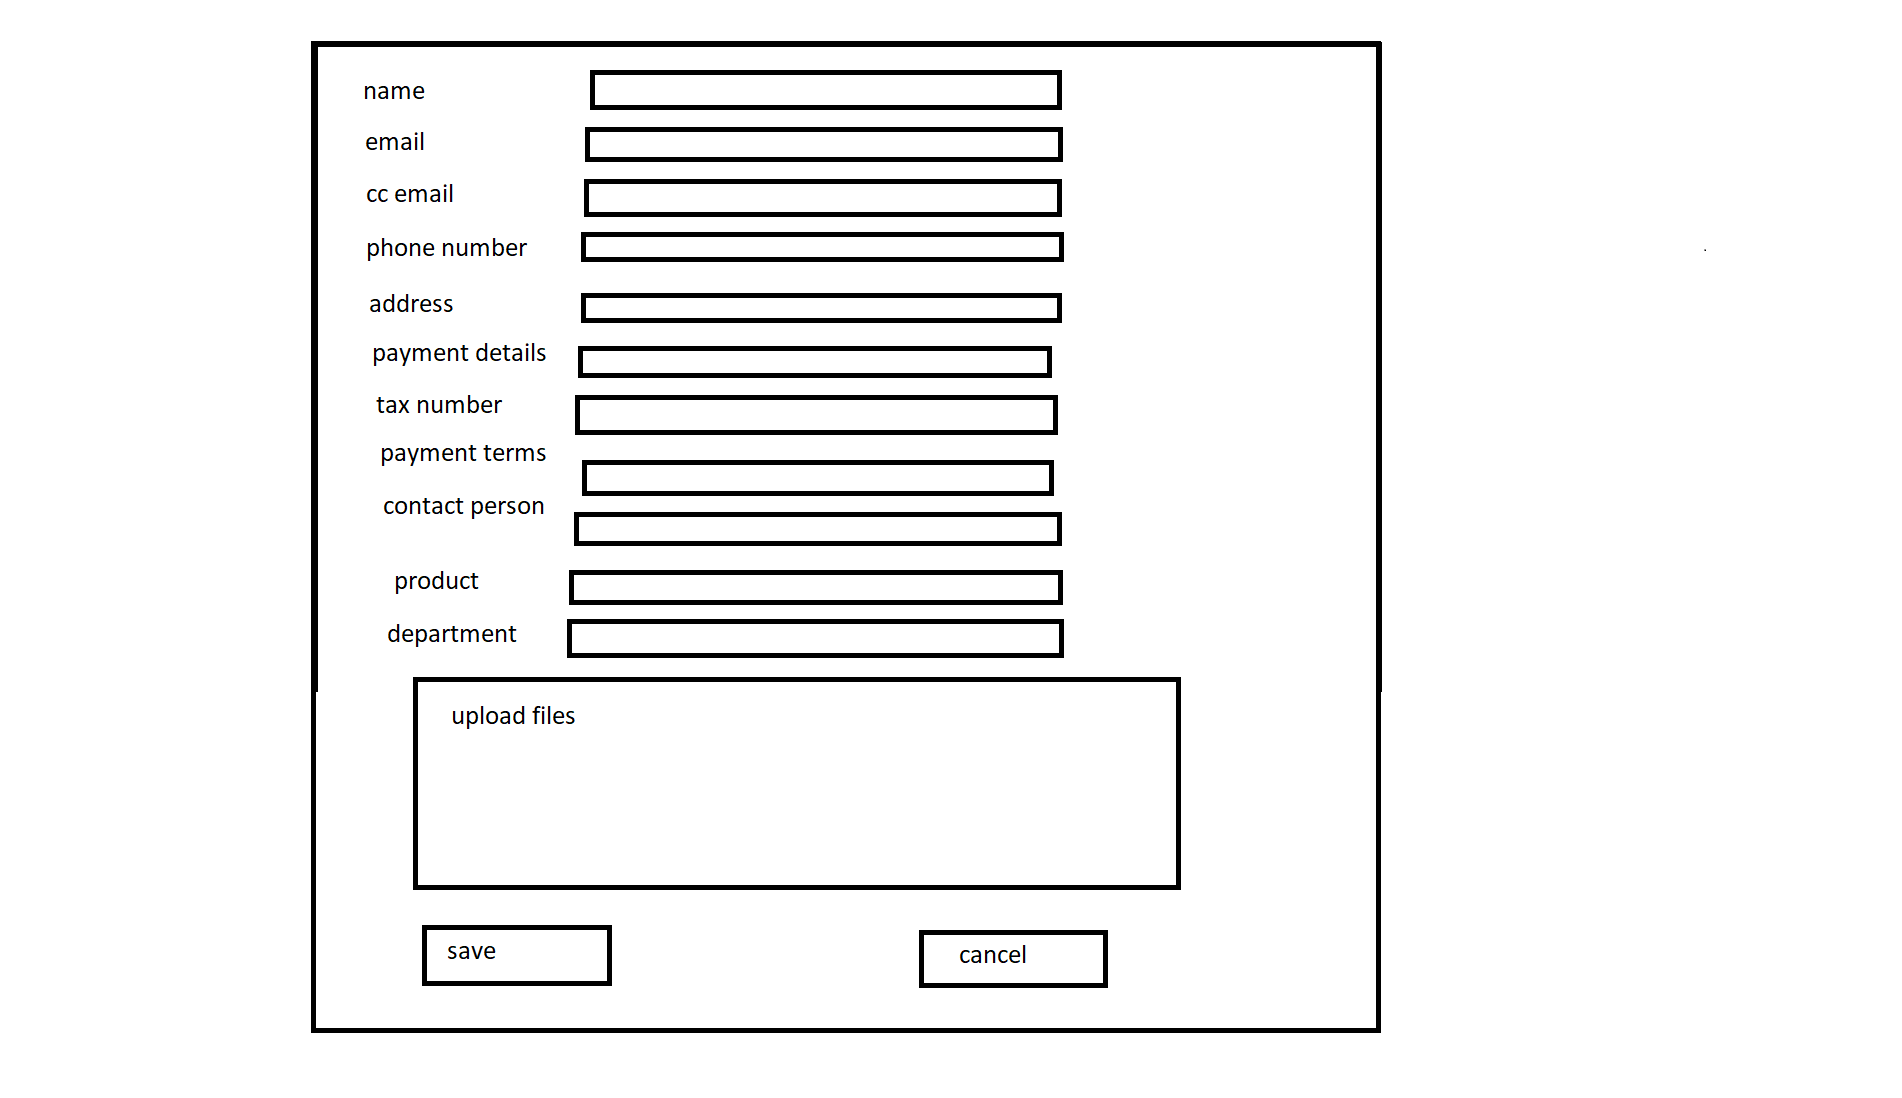 name
email
cc email
phone number
address
payment details
tax number
payment terms
contact person
product
department
upload files
save
cancel